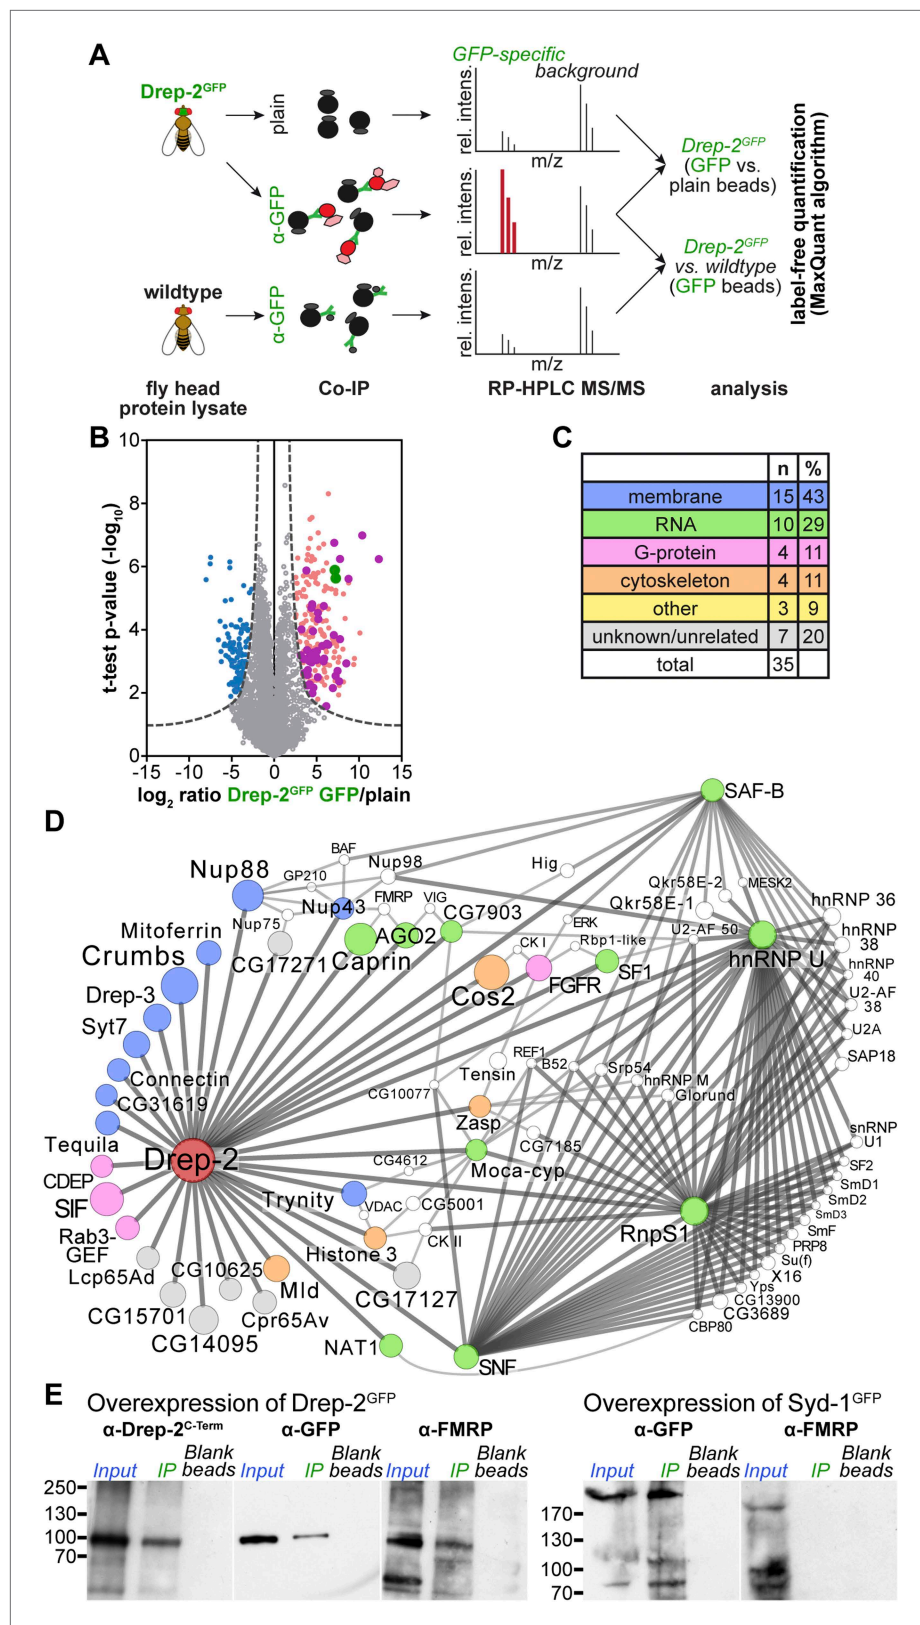 A
Drep-2GFP
plain
GFP-specific
background
rel. intens.
m/z
α-GFP
rel. intens.
m/z
Drep-2GFP
(GFP vs.
plain beads)
wildtype
α-GFP
rel. intens.
m/z
Drep-2GFP
vs. wildtype
(GFP beads)
label-free quantification
(MaxQuant algorithm)
fly head
protein lysate
Co-IP
RP-HPLC MS/MS
analysis
B
t-test p-value (-log10)
10
8
6
4
2
0
-15 -10 -5 0 5 10 15
log2 ratio Drep-2GFP GFP/plain
C
n %
membrane 15 43
RNA 10 29
G-protein 4 11
cytoskeleton 4 11
other 3 9
unknown/unrelated 7 20
total 35
D
SAF-B
BAF
Nup98
Hig
Nup88
GP210
Qkr58E-2
MESK2
Qkr58E-1
hnRNP 36
Nup75
Nup43
FMRP
VIG
CG7903
ERK
U2-AF 50
hnRNP
38
Mitoferrin
CG17271
Caprin
AGO2
CK I
Rbp1-like
SF1
hnRNP U
hnRNP
40
Crumbs
Cos2
FGFR
U2-AF
38
Drep-3
U2A
Syt7
REF1
B52
Srp54
SAP18
Connectin
Tensin
hnRNP M
CG31619
CG10077
Glorund
Zasp
snRNP
U1
Tequila
Drep-2
CG7185
CG4612
Moca-cyp
SF2
CDEP
SmD1
SIF
Trynity
VDAC
CG5001
SmD2
RnpS1
SmD3
SmF
Rab3-
GEF
Histone 3
CK II
PRP8
Su(f)
Lcp65Ad
CG10625
Mld
CG17127
X16
Yps
CG15701
Cpr65Av
CG13900
CG3689
CG14095
NAT1
SNF
CBP80
E
Overexpression of Drep-2GFP
α-Drep-2C-Term
α-GFP
α-FMRP
Input IP Blank
beads
Input IP Blank
beads
Input IP Blank
beads
250
130
100
70
Overexpression of Syd-1GFP
α-GFP
α-FMRP
Input IP Blank
beads
Input IP Blank
beads
170
130
100
70